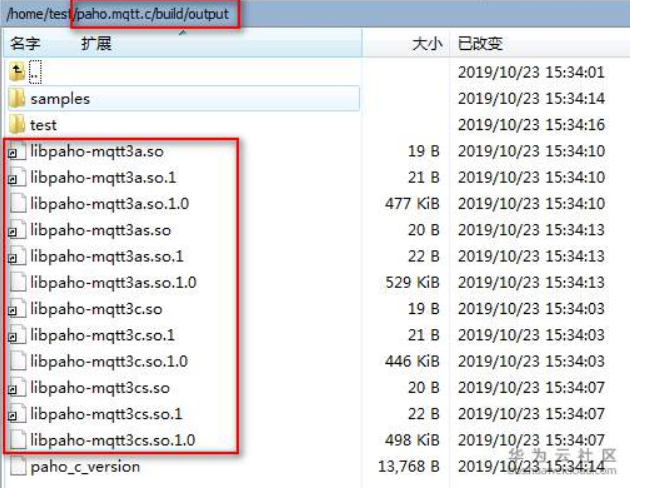 /home/test/paho.mqtt.c/build/output
名字 扩展 大小 已改变
.. 2019/10/23 15:34:01
samples 2019/10/23 15:34:14
test 2019/10/23 15:34:16
libpaho-mqtt3a.so 19 B 2019/10/23 15:34:10
libpaho-mqtt3a.so.1 21 B 2019/10/23 15:34:10
libpaho-mqtt3a.so.1.0 477 KiB 2019/10/23 15:34:10
libpaho-mqtt3as.so 20 B 2019/10/23 15:34:13
libpaho-mqtt3as.so.1 22 B 2019/10/23 15:34:13
libpaho-mqtt3as.so.1.0 529 KiB 2019/10/23 15:34:13
libpaho-mqtt3c.so 19 B 2019/10/23 15:34:03
libpaho-mqtt3c.so.1 21 B 2019/10/23 15:34:03
libpaho-mqtt3c.so.1.0 446 KiB 2019/10/23 15:34:03
libpaho-mqtt3cs.so 20 B 2019/10/23 15:34:07
libpaho-mqtt3cs.so.1 22 B 2019/10/23 15:34:07
libpaho-mqtt3cs.so.1.0 498 KiB 2019/10/23 15:34:07
华为云社区
paho_c_version 13,768 B 2019/10/23 15:34:14